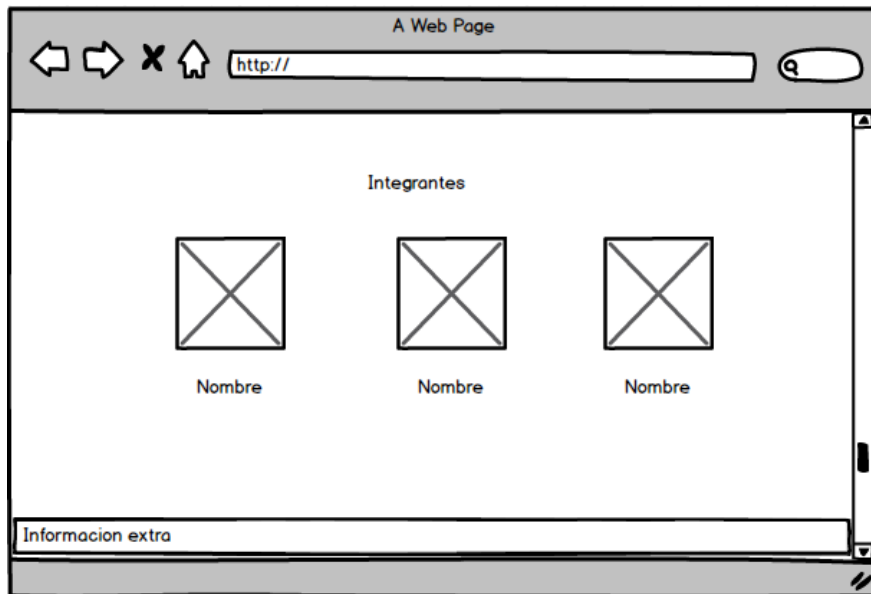 A Web Page
http://
Integrantes
Nombre Nombre Nombre
Informacion extra